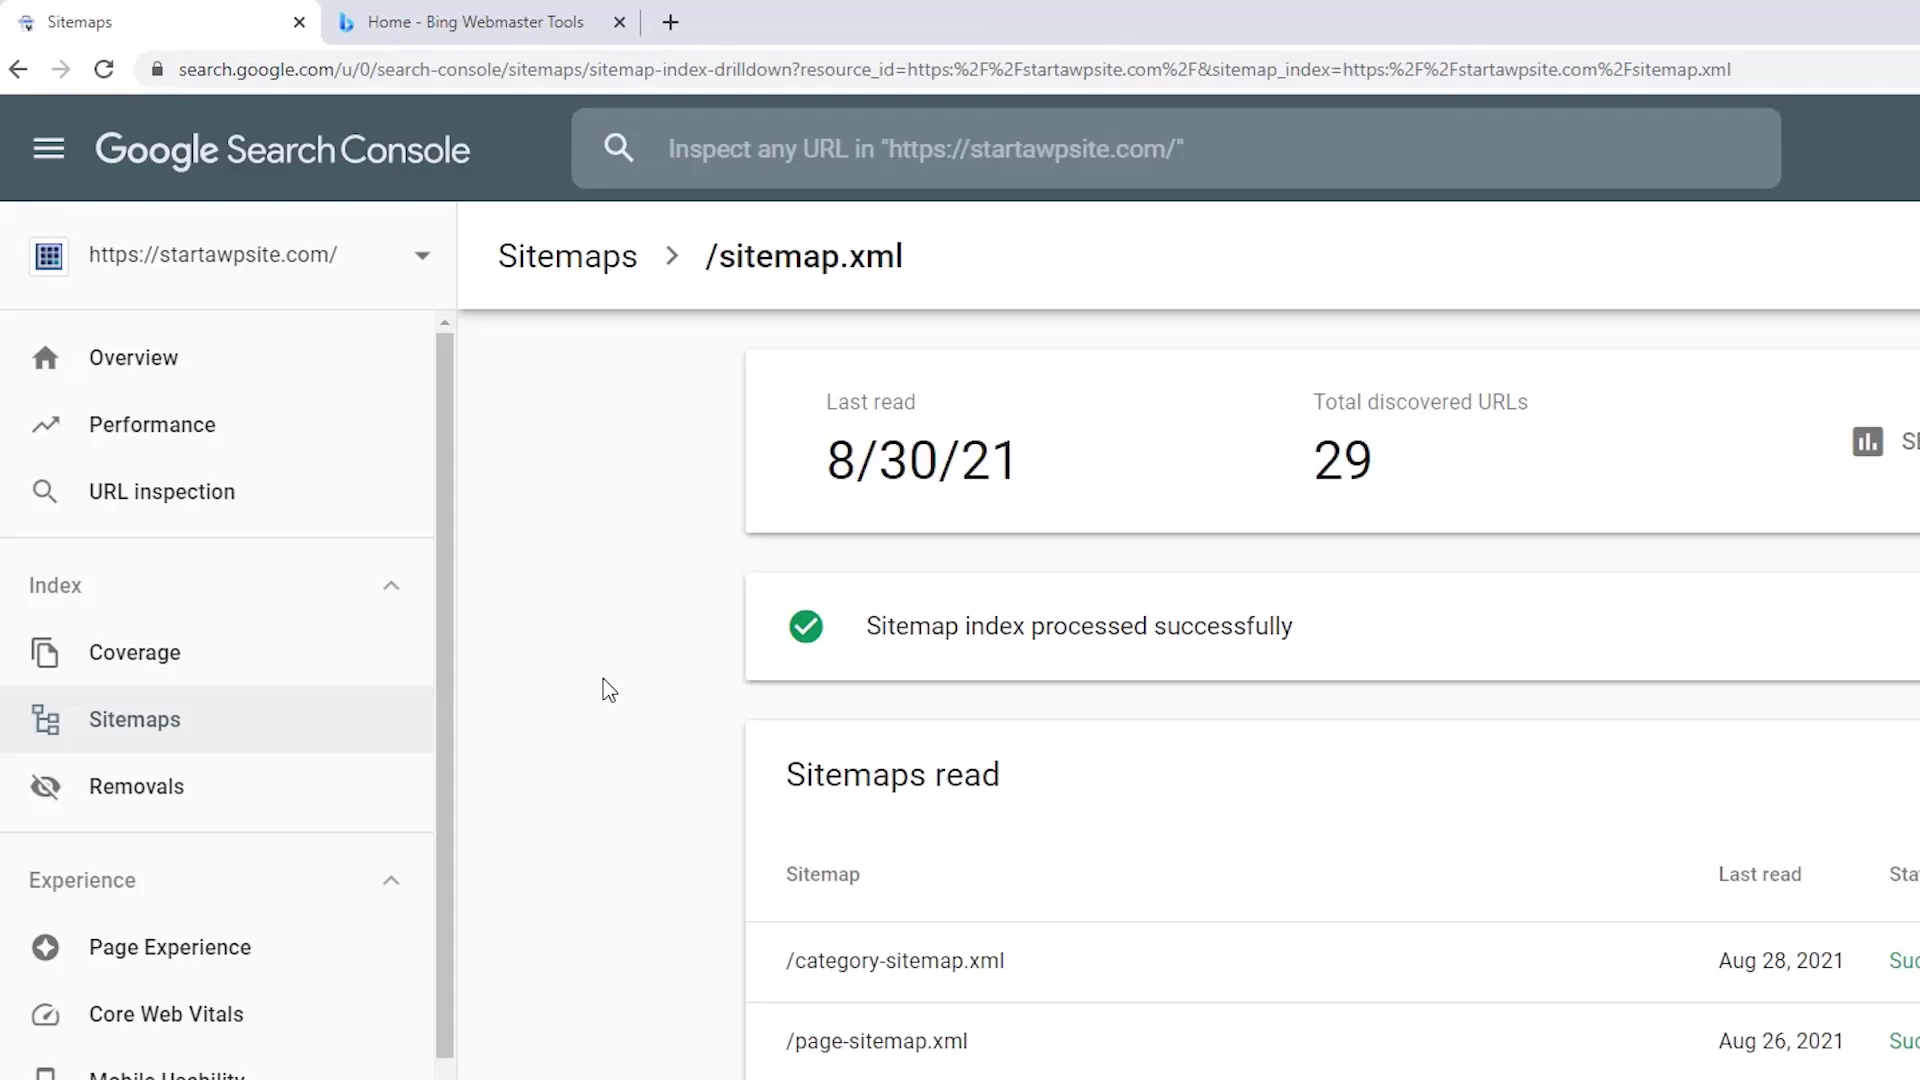 Sitemaps
Home - Bing Webmaster Tools
search.google.com/u/0/search-console/sitemaps/sitemap-index-drilldown?resource_id=https:%2F%2Fstartawpsite.com%2F&sitemap_index=https:%2F%2Fstartawpsite.com%2Fsitemap.xml
Google Search Console
Inspect any URL in "https://startawpsite.com/"
https://startawpsite.com/
Sitemaps > /sitemap.xml
Overview
Performance
URL inspection
Index
Coverage
Sitemaps
Removals
Experience
Page Experience
Core Web Vitals
Mobile Usability
Last read
8/30/21
Total discovered URLs
29
Sitemap index processed successfully
Sitemaps read
Sitemap Last read
/category-sitemap.xml Aug 28, 2021
/page-sitemap.xml Aug 26, 2021